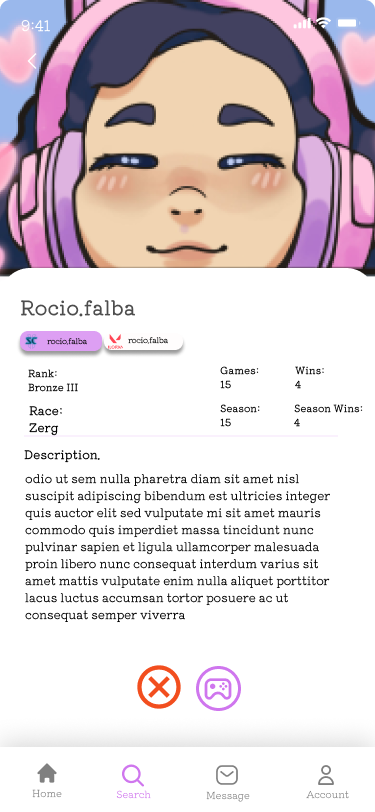 9:41
Rocio.falba
SC rocio.falba rocio.falba
Rank:
Bronze III
Games:
15
Wins:
4
Race:
Zerg
Season:
15
Season Wins:
4
Description.
odio ut sem nulla pharetra diam sit amet nisl
suscipit adipiscing bibendum est ultricies integer
quis auctor elit sed vulputate mi sit amet mauris
commodo quis imperdiet massa tincidunt nunc
pulvinar sapien et ligula ullamcorper malesuada
proin libero nunc consequat interdum varius sit
amet mattis vulputate enim nulla aliquet porttitor
lacus luctus accumsan tortor posuere ac ut
consequat semper viverra
Home Search Message Account